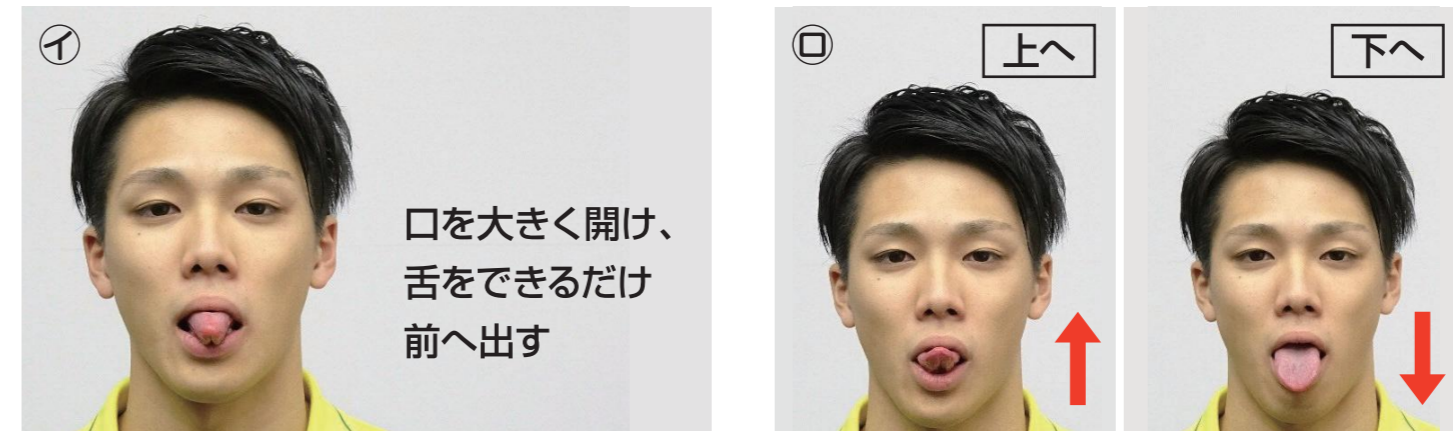 ㋑
口を大きく開け、
舌をできるだけ
前へ出す
㋺
上へ
下へ